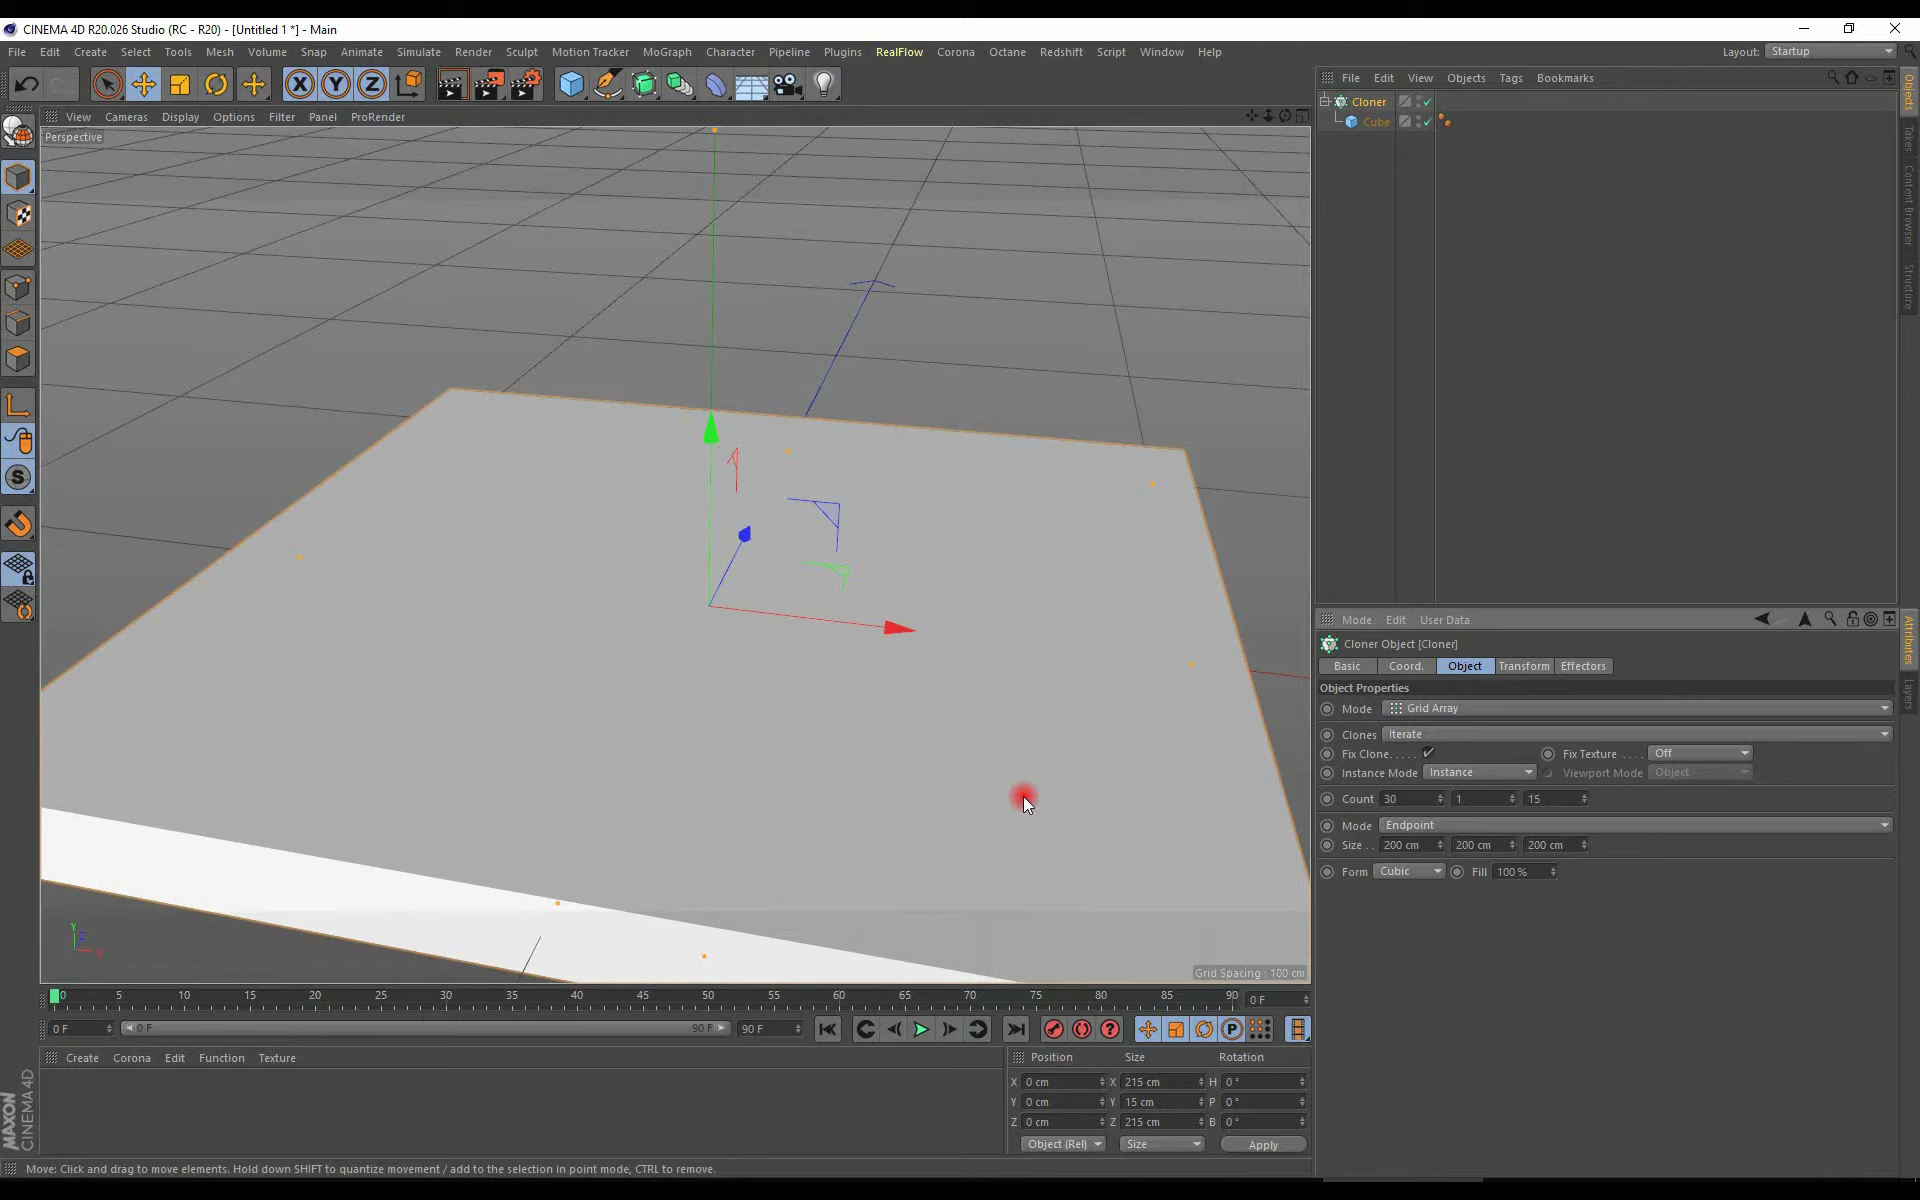 CINEMA 4D R20.026 Studio (RC - R20) - [Untitled 1 *] - Main
File Edit Create Select Tools Mesh Volume Snap Animate Simulate Render Sculpt Motion Tracker MoGraph Character Pipeline Plugins RealFlow Corona Octane Redshift Script Window Help
Layout: Startup
X Y Z
File Edit View Objects Tags Bookmarks
Cloner
Cube
Objects
Takes
Content Browser
Structure
View Cameras Display Options Filter Panel ProRender
Perspective
S
Y
Z
X
Grid Spacing : 100 cm
Mode Edit User Data
Attributes
Layers
Cloner Object [Cloner]
Basic Coord. Object Transform Effectors
Object Properties
Mode Grid Array
Clones Iterate
Fix Clone..... Fix Texture .... Off
Instance Mode Instance Viewport Mode Object
Count 30 1 15
Mode Endpoint
Size .. 200 cm 200 cm 200 cm
Form Cubic Fill 100 %
0 5 10 15 20 25 30 35 40 45 50 55 60 65 70 75 80 85 90 0 F
0 F 0 F 90 F 90 F
P
Create Corona Edit Function Texture
Position Size Rotation
X 0 cm X 215 cm H 0 °
Y 0 cm Y 15 cm P 0 °
Z 0 cm Z 215 cm B 0 °
Object (Rel) Size Apply
MAXON
CINEMA 4D
Move: Click and drag to move elements. Hold down SHIFT to quantize movement / add to the selection in point mode, CTRL to remove.